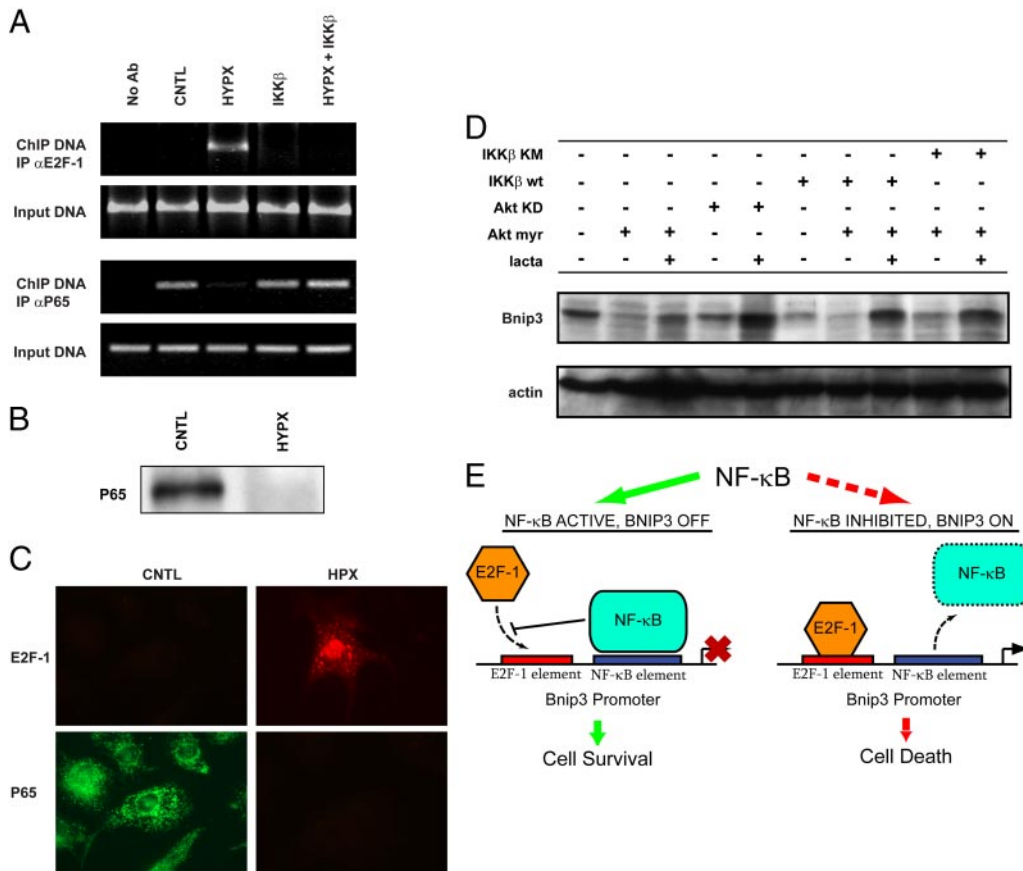 A
No Ab CNTL HYPX IKKβ HYPX + IKKβ
ChIP DNA
IP αE2F-1
Input DNA
ChIP DNA
IP αP65
Input DNA
B
CNTL HYPX
P65
C
CNTL HPX
E2F-1
P65
D
IKKβ KM - - - - - - - - + +
IKKβ wt - - - - - + + + - -
Akt KD - - - + + - - - - -
Akt myr - + + - - - + + + +
lacta - - + - + - - + - +
Bnip3
actin
E
NF-κB
NF-κB ACTIVE, BNIP3 OFF
E2F-1
NF-κB
E2F-1 element NF-κB element
Bnip3 Promoter
Cell Survival
NF-κB INHIBITED, BNIP3 ON
NF-κB
E2F-1
E2F-1 element NF-κB element
Bnip3 Promoter
Cell Death